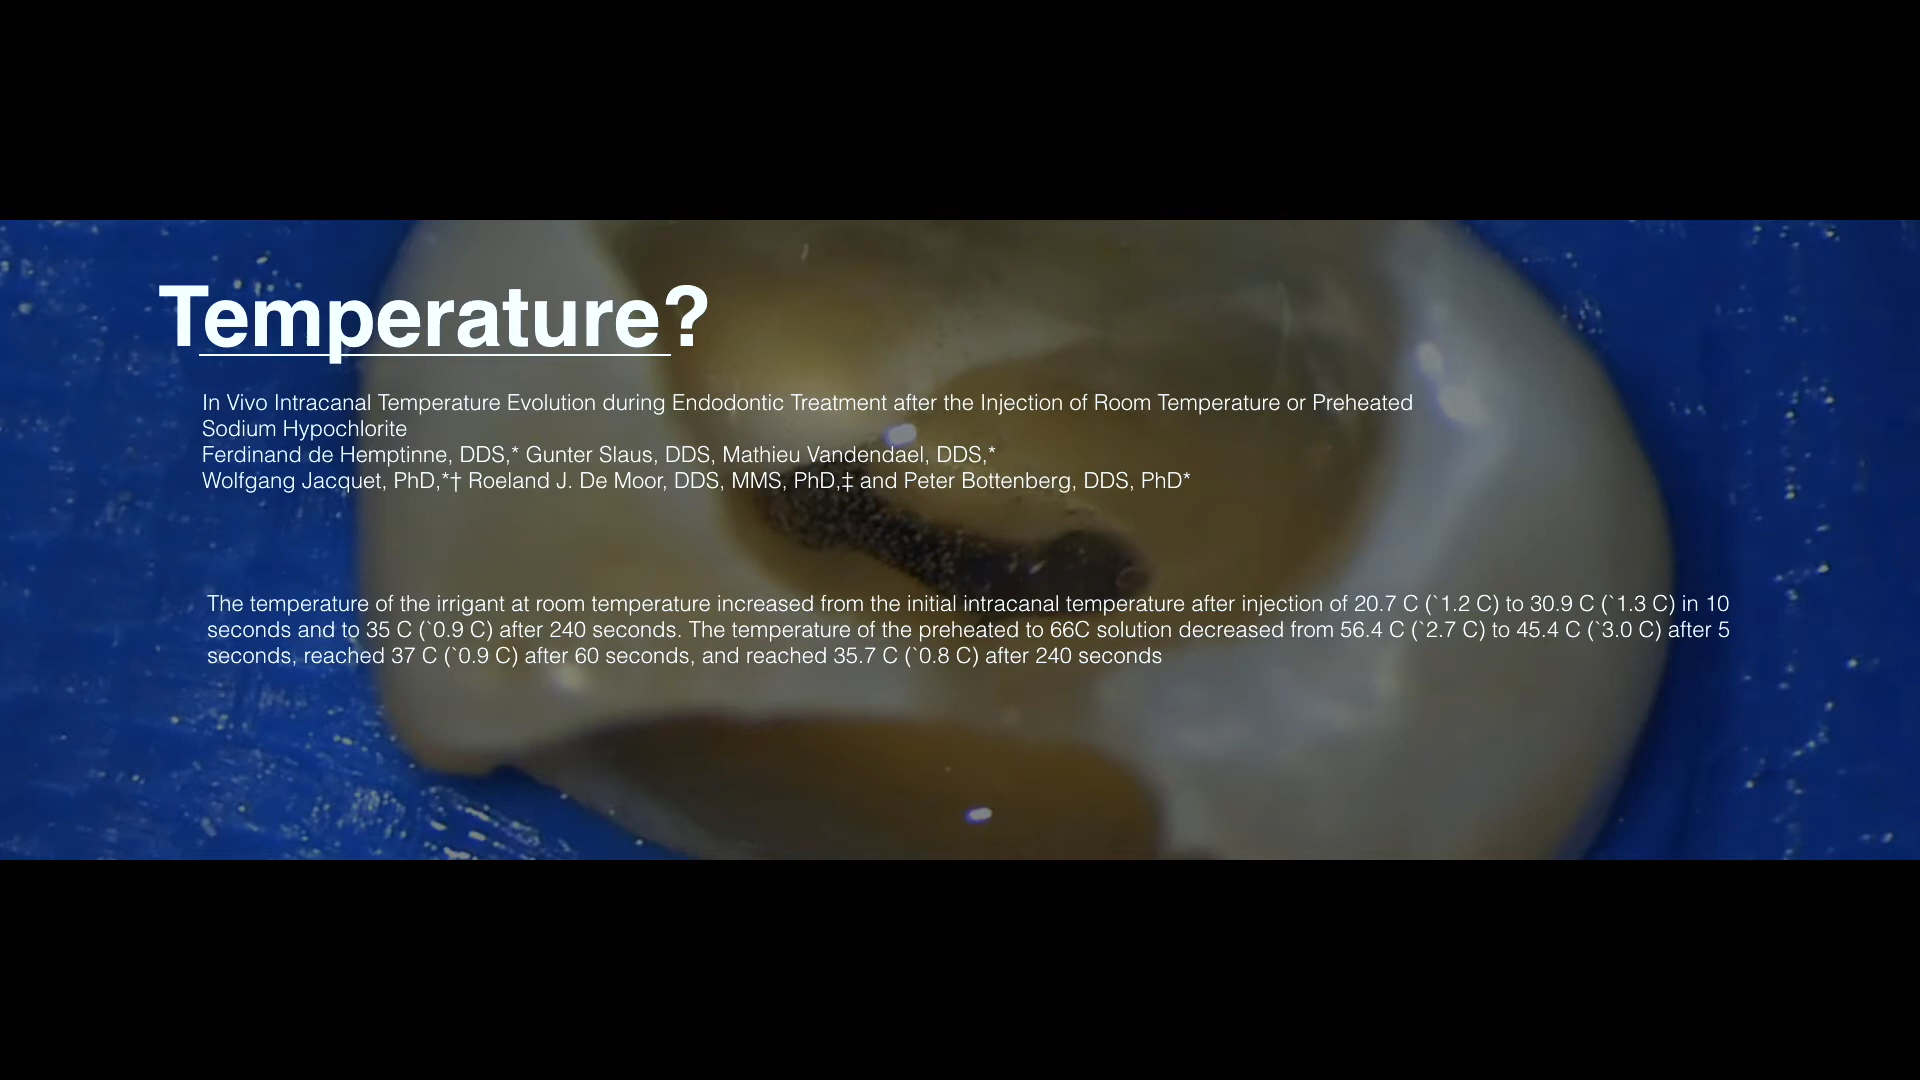 Temperature?
In Vivo Intracanal Temperature Evolution during Endodontic Treatment after the Injection of Room Temperature or Preheated
Sodium Hypochlorite
Ferdinand de Hemptinne, DDS,* Gunter Slaus, DDS, Mathieu Vandendael, DDS,*
Wolfgang Jacquet, PhD,*† Roeland J. De Moor, DDS, MMS, PhD,‡ and Peter Bottenberg, DDS, PhD*
The temperature of the irrigant at room temperature increased from the initial intracanal temperature after injection of 20.7 C (`1.2 C) to 30.9 C (`1.3 C) in 10
seconds and to 35 C (`0.9 C) after 240 seconds. The temperature of the preheated to 66C solution decreased from 56.4 C (`2.7 C) to 45.4 C (`3.0 C) after 5
seconds, reached 37 C (`0.9 C) after 60 seconds, and reached 35.7 C (`0.8 C) after 240 seconds